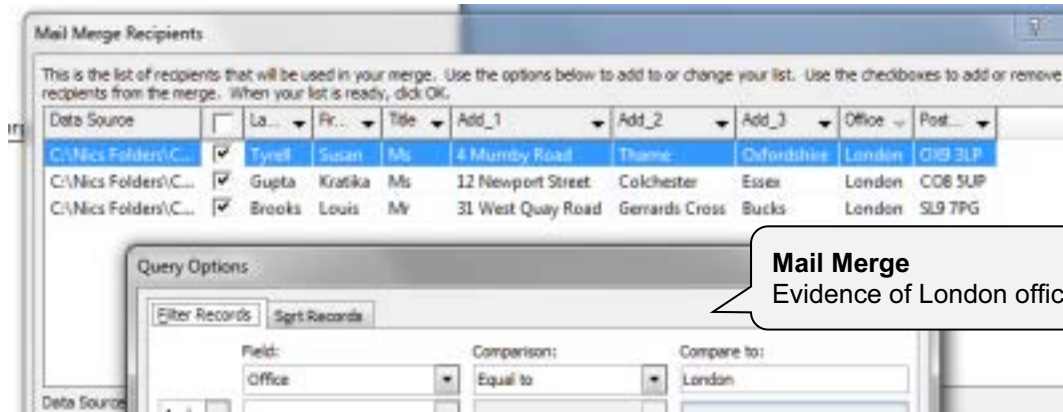 Mail Merge Recipients
This is the list of recipients that will be used in your merge. Use the options below to add to or change your list. Use the checkboxes to add or remove
recipients from the merge. When your list is ready, click OK.
Data Source La... Fir... Title Add_1 Add_2 Add_3 Office Post...
C:\Nics Folders\C... Tyrell Susan Ms 4 Mumby Road Thame Oxfordshire London OX9 3LP
C:\Nics Folders\C... Gupta Kratika Ms 12 Newport Street Colchester Essex London CO8 5UP
C:\Nics Folders\C... Brooks Louis Mr 31 West Quay Road Gerrards Cross Bucks London SL9 7PG
Query Options
Mail Merge
Evidence of London offic
Filter Records Sort Records
Field: Comparison: Compare to:
Office Equal to London
Data Source